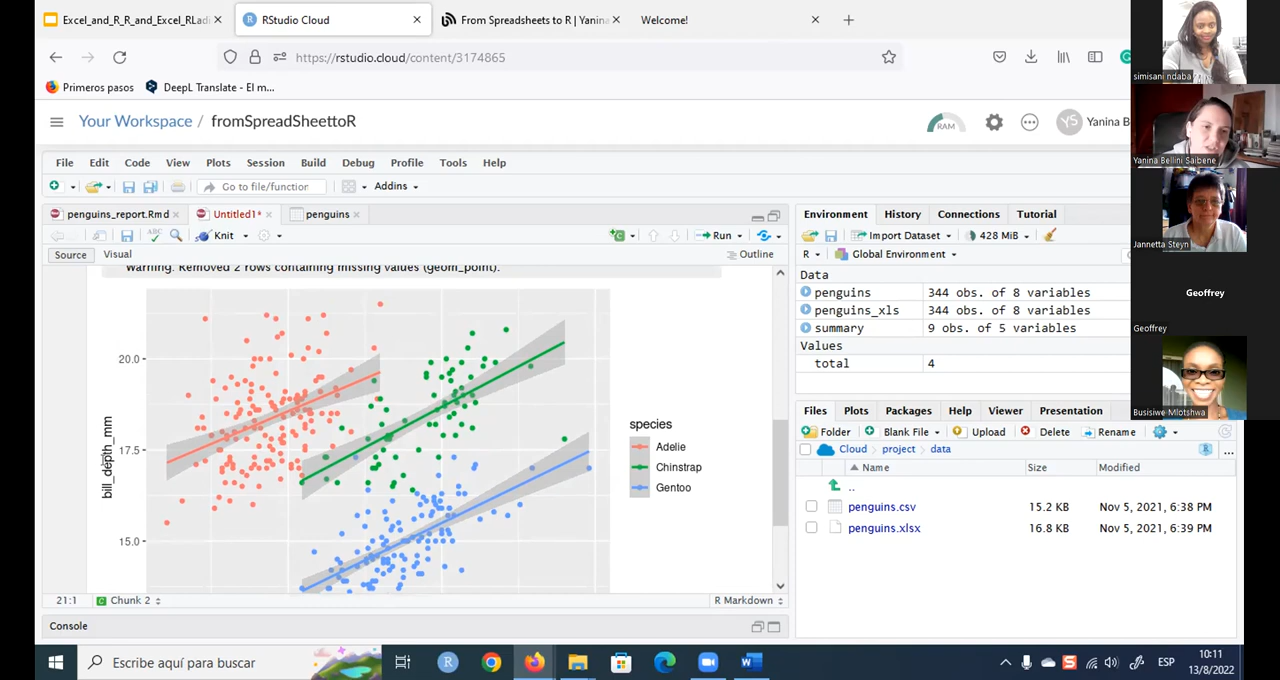 Excel_and_R_R_and_Excel_RLadi
RStudio Cloud
From Spreadsheets to R | Yanina
Welcome!
https://rstudio.cloud/content/3174865
Primeros pasos
DeepL Translate - El m...
Your Workspace / fromSpreadSheettoR
RAM
YS
Yanina B
File Edit Code View Plots Session Build Debug Profile Tools Help
Go to file/function
Addins
penguins_report.Rmd
Untitled1*
penguins
ABC
Knit
Run
Source
Visual
Outline
Warning: Removed 2 rows containing missing values (geom_point).
20.0
17.5
15.0
bill_depth_mm
species
Adelie
Chinstrap
Gentoo
21:1
Chunk 2
R Markdown
Console
Environment History Connections Tutorial
Import Dataset
428 MiB
R
Global Environment
Data
penguins 344 obs. of 8 variables
penguins_xls 344 obs. of 8 variables
summary 9 obs. of 5 variables
Values
total 4
Files Plots Packages Help Viewer Presentation
Folder Blank File Upload Delete Rename
Cloud project data
Name Size Modified
..
penguins.csv 15.2 KB Nov 5, 2021, 6:38 PM
penguins.xlsx 16.8 KB Nov 5, 2021, 6:39 PM
simisani ndaba
Yanina Bellini Saibene
Jannetta Steyn
Geoffrey
Geoffrey
Busisiwe Mlotshwa
Escribe aquí para buscar
ESP
10:11
13/8/2022